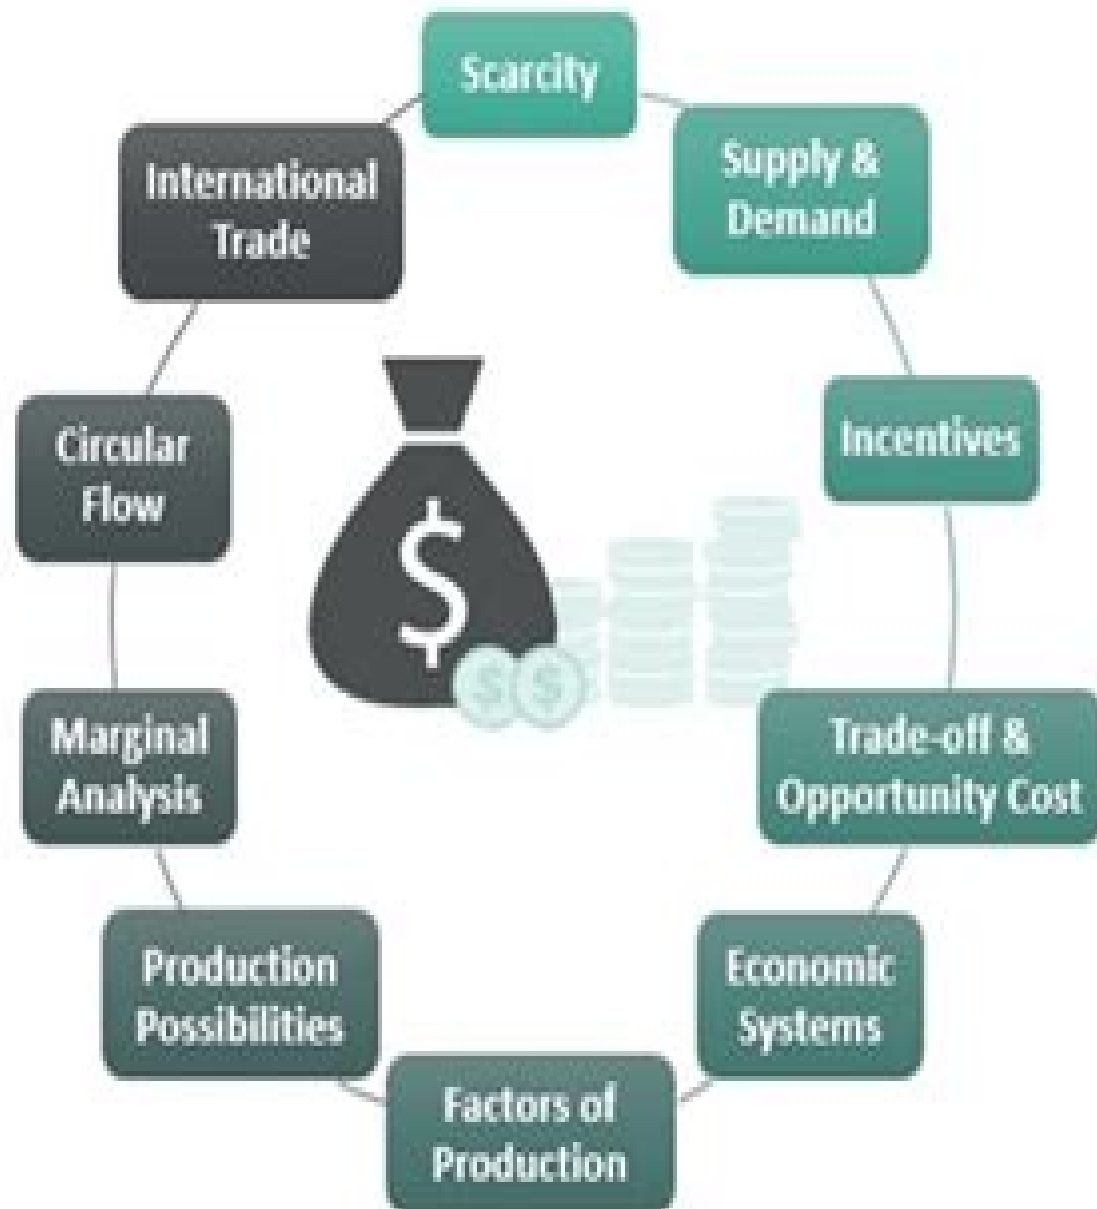 Scarcity
Supply &
Demand
Incentives
Trade-off &
Opportunity Cost
Economic
Systems
Factors of
Production
Production
Possibilities
Marginal
Analysis
Circular
Flow
International
Trade
$
$
$